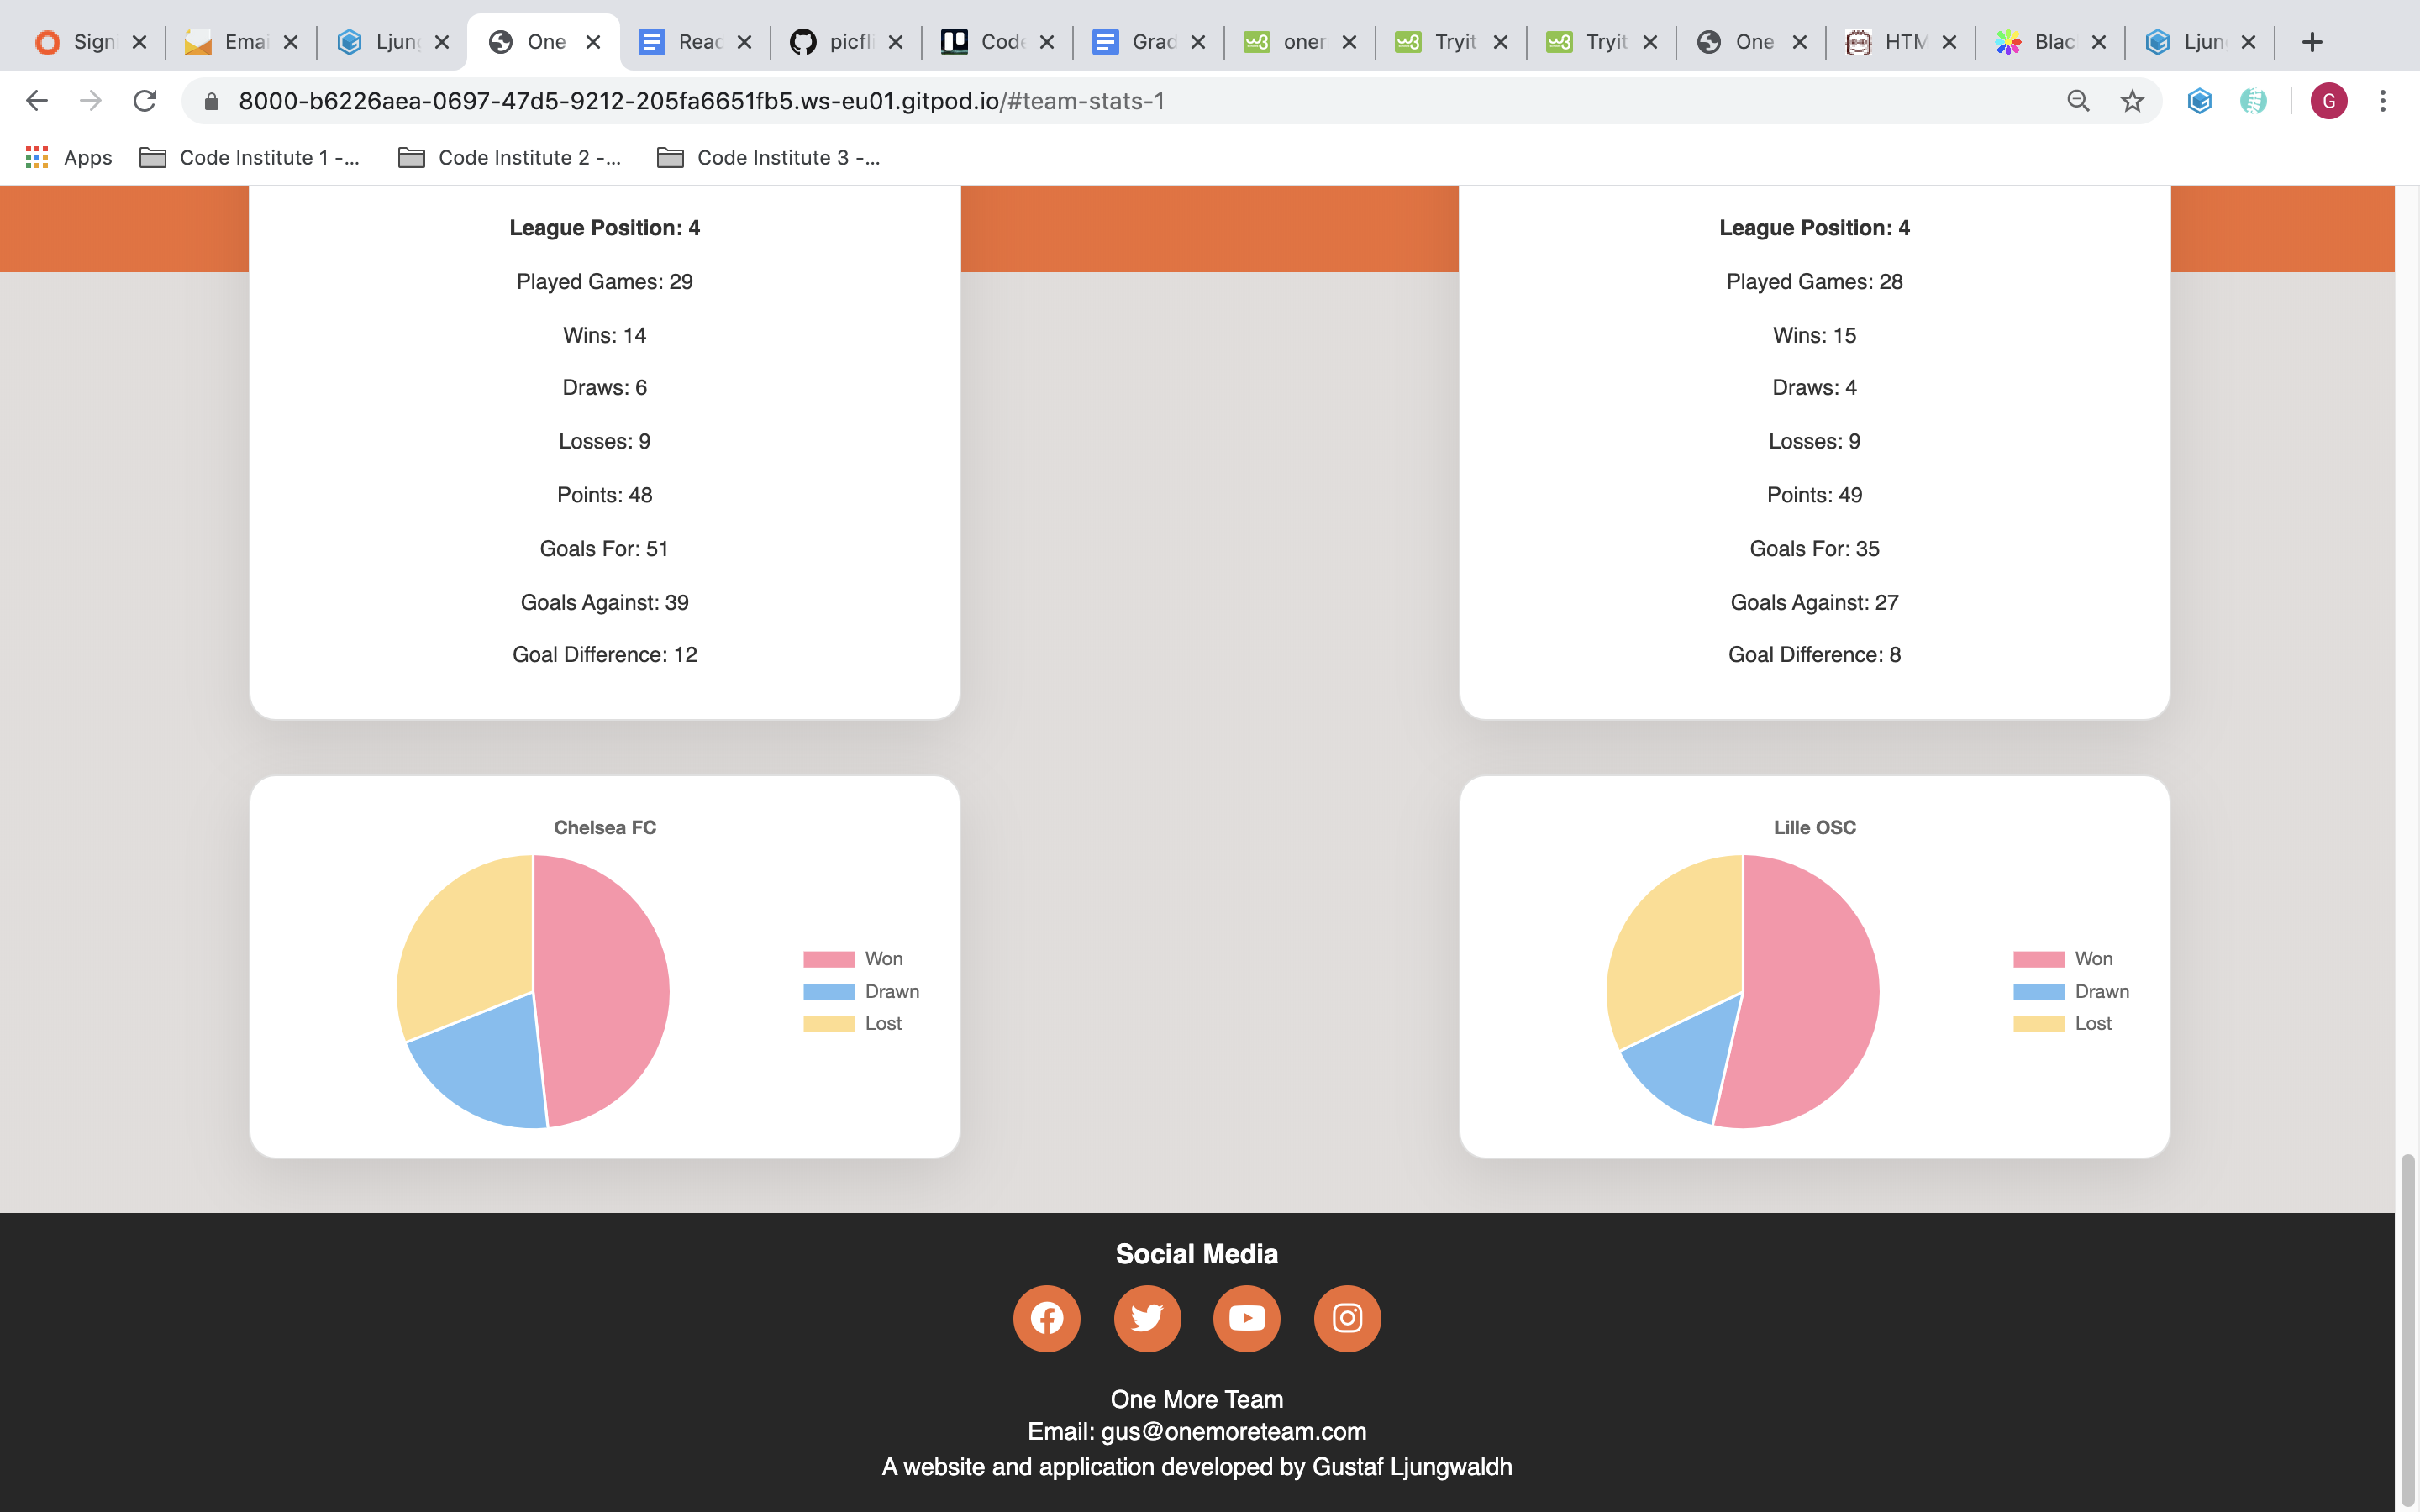 Signi
Emai
Ljung
One
Read
picfli
Code
Grad
oner
Tryit
Tryit
One
HTM
Blac
Ljung
8000-b6226aea-0697-47d5-9212-205fa6651fb5.ws-eu01.gitpod.io/#team-stats-1
G
Apps
Code Institute 1 -...
Code Institute 2 -...
Code Institute 3 -...
League Position: 4
Played Games: 29
Wins: 14
Draws: 6
Losses: 9
Points: 48
Goals For: 51
Goals Against: 39
Goal Difference: 12
League Position: 4
Played Games: 28
Wins: 15
Draws: 4
Losses: 9
Points: 49
Goals For: 35
Goals Against: 27
Goal Difference: 8
Chelsea FC
Won
Drawn
Lost
Lille OSC
Won
Drawn
Lost
Social Media
One More Team
Email: gus@onemoreteam.com
A website and application developed by Gustaf Ljungwaldh